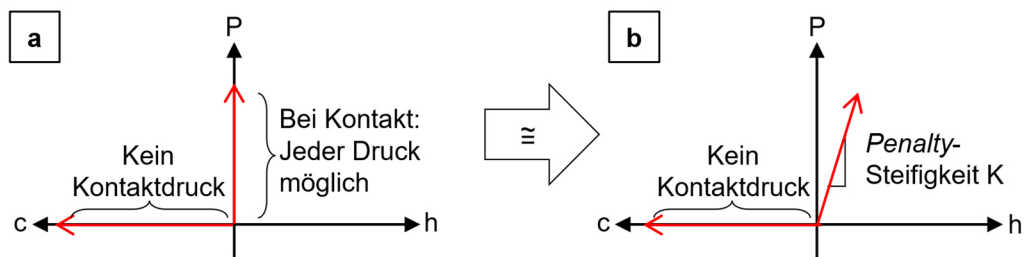 a
P
Bei Kontakt:
Jeder Druck
möglich
Kein
Kontaktdruck
c
h
≅
b
P
Penalty-
Steifigkeit K
Kein
Kontaktdruck
c
h